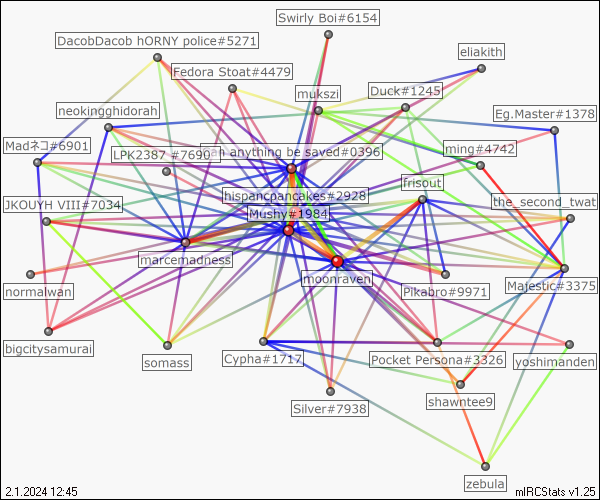 Swirly Boi#6154
DacobDacob hORNY police#5271
eliakith
Fedora Stoat#4479
mukszi
Duck#1245
neokingghidorah
Eg.Master#1378
Madネコ#6901
LPK2387 #7690
can anything be saved#0396
ming#4742
hispancpancakes#2928
frisout
JKOUYH VIII#7034
Mushy#1984
the_second_twat
marcemadness
moonraven
normalwan
Pikabro#9971
Majestic#3375
bigcitysamurai
somass
Cypha#1717
Pocket Persona#3326
yoshimanden
Silver#7938
shawntee9
zebula
2.1.2024 12:45
mIRCStats v1.25